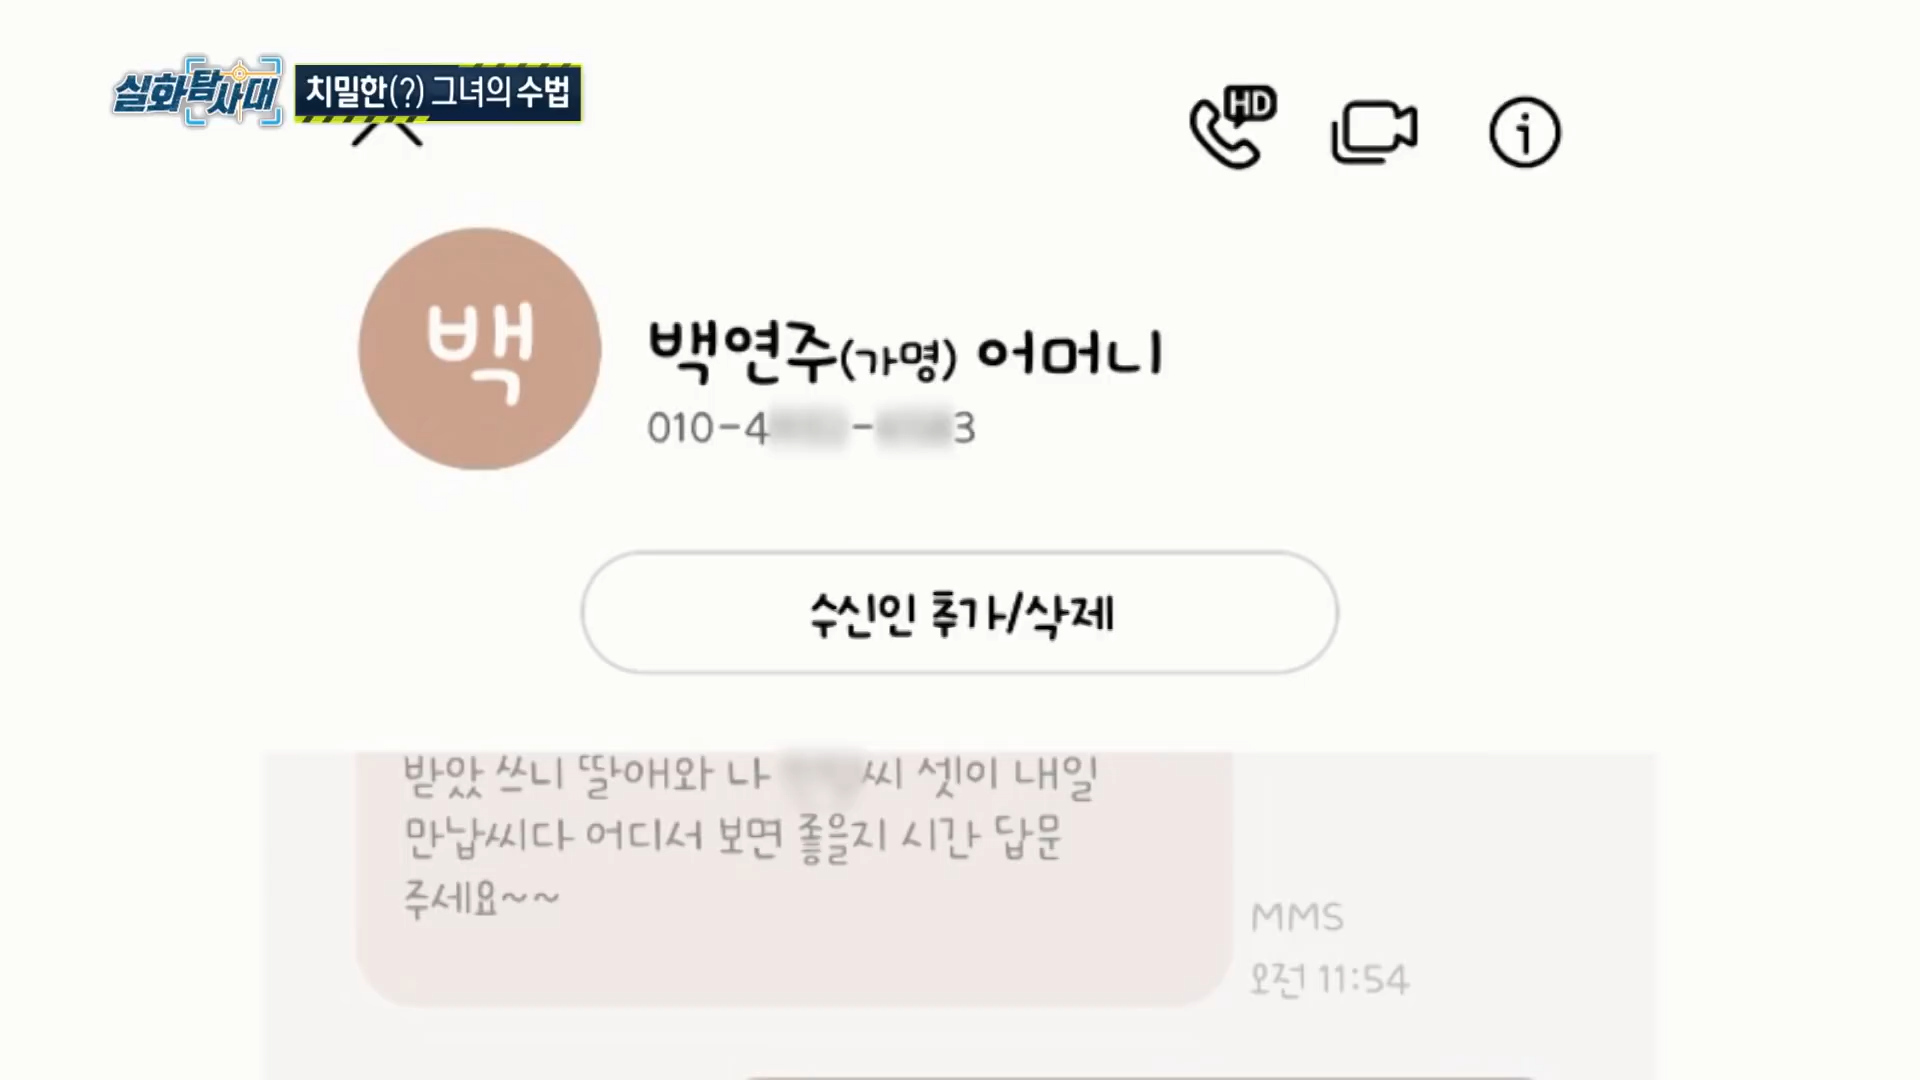 실화탐사대
치밀한(?) 그녀의 수법
HD
백
백연주(가명) 어머니
010-4 - 3
수신인 추가/삭제
받았 쓰니 딸애와 나 씨 셋이 내일
만납씨다 어디서 보면 좋을지 시간 답문
주세요~~
MMS
오전 11:54